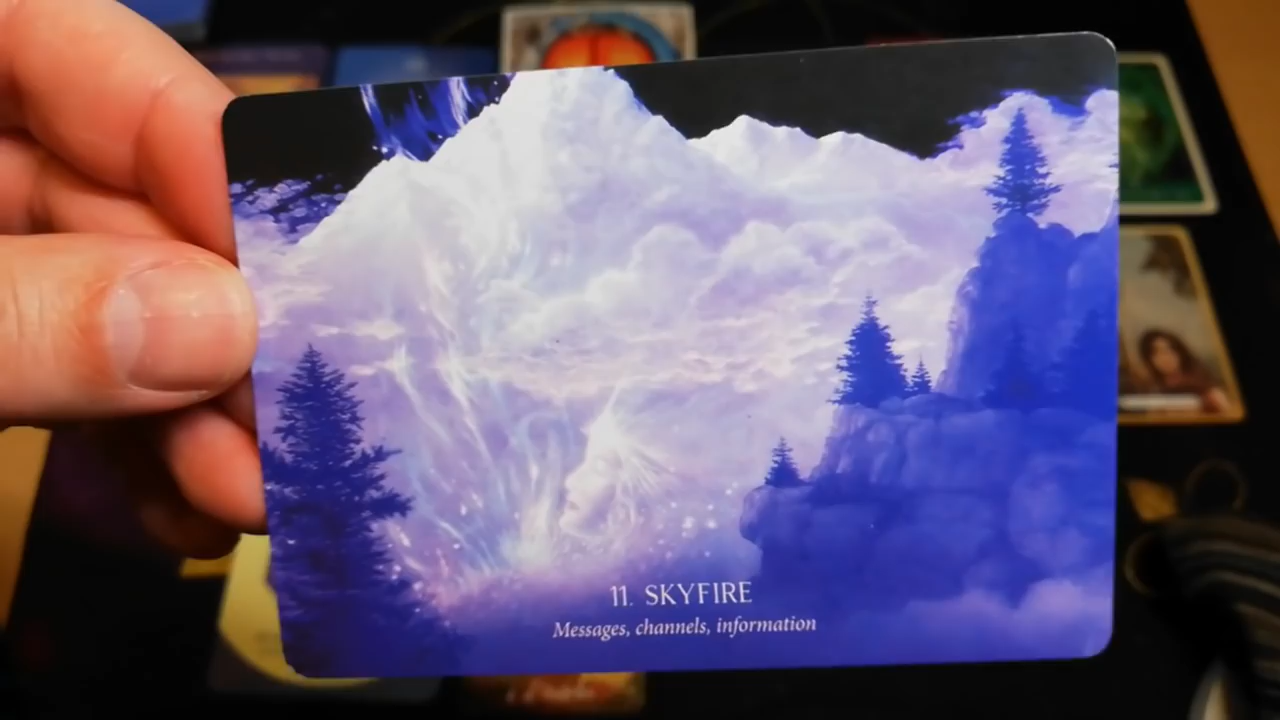 11. SKYFIRE
Messages, channels, information